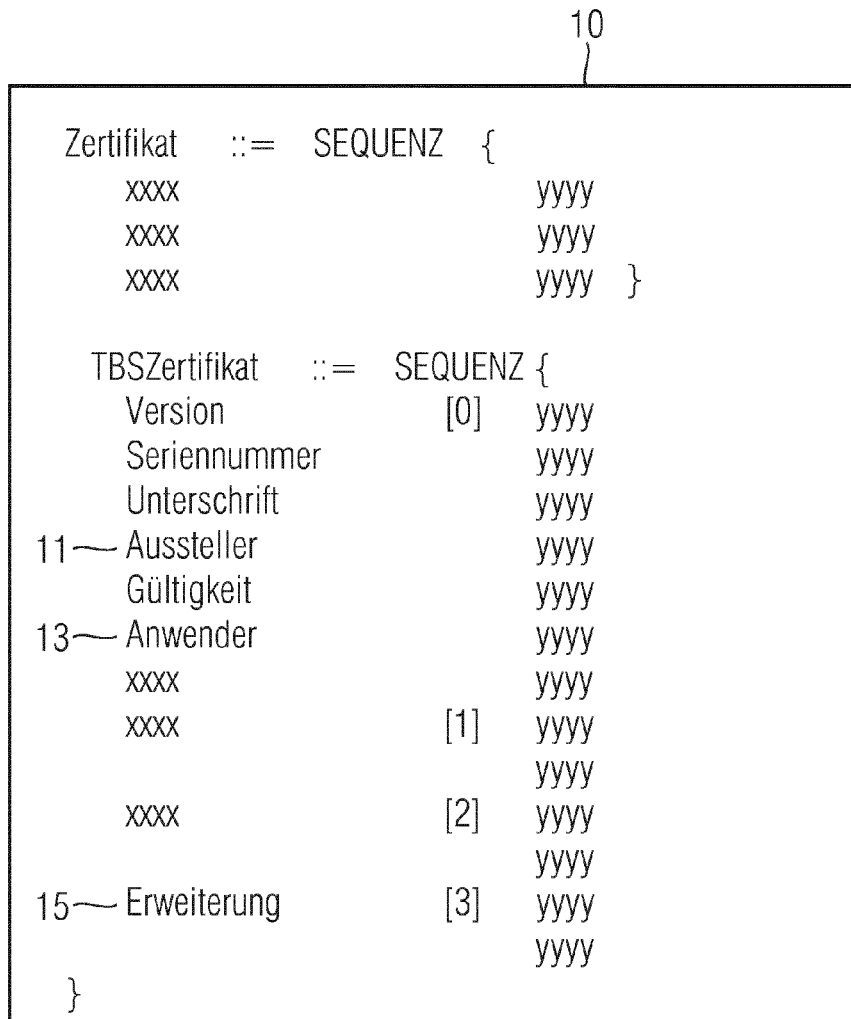 10
Zertifikat ::= SEQUENZ {
xxxx yyyy
xxxx yyyy
xxxx yyyy }
TBSZertifikat ::= SEQUENZ {
Version [0] yyyy
Seriennummer yyyy
Unterschrift yyyy
11 Aussteller yyyy
Gültigkeit yyyy
13 Anwender yyyy
xxxx yyyy
xxxx [1] yyyy
yyyy
xxxx [2] yyyy
yyyy
15 Erweiterung [3] yyyy
yyyy
}